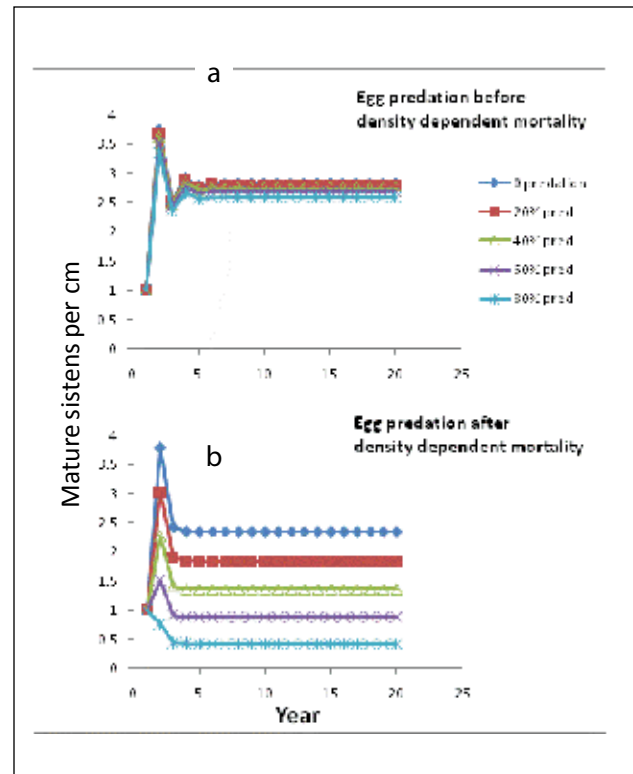 a
Egg predation before
density dependent mortality
4
3.5
3
2.5
2
1.5
1
0.5
0
0 5 10 15 20 25
0 predation
20% pred
40% pred
pred
80% pred
Mature sistens per cm
b
Egg predation after
density dependent mortality
4
3.5
3
2.5
2
1.5
1
0.5
0
0 5 10 15 20 25
Year